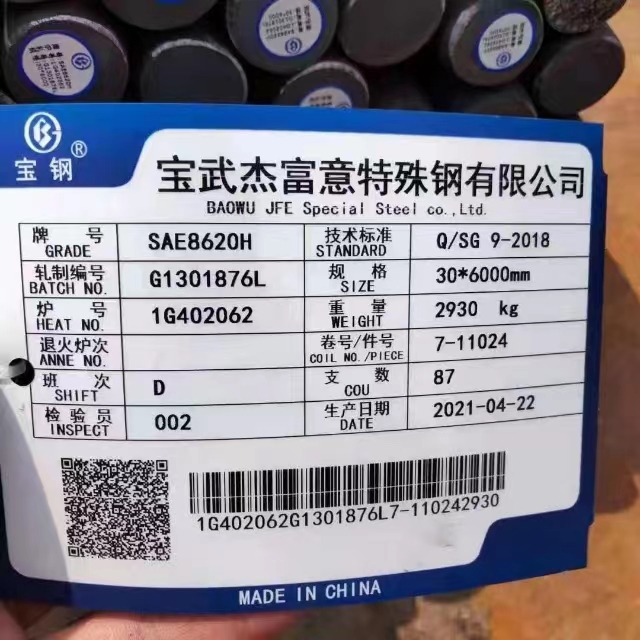 宝钢®
宝武杰富意特殊钢有限公司
BAOWU JFE Special Steel co.,Ltd.
牌 号 SAE8620H 技术标准 Q/SG 9-2018
GRADE STANDARD
轧制编号 G1301876L 规 格 30*6000mm
BATCH NO. SIZE
炉 号 1G402062 重 量 2930 kg
HEAT NO. WEIGHT
退火炉次 卷号/件号 7-11024
ANNE NO. COIL NO./PIECE
班 次 D 支 数 87
SHIFT COU
检验员 002 生产日期 2021-04-22
INSPECT DATE
1G402062G1301876L7-110242930
MADE IN CHINA